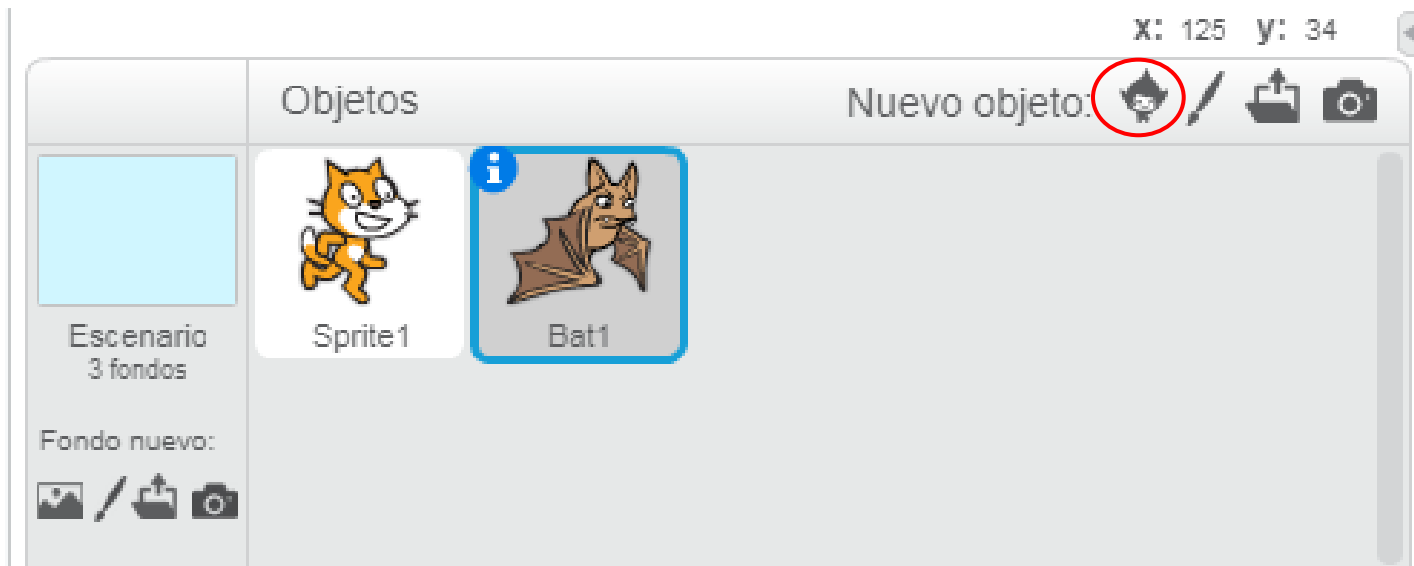 x: 125 y: 34
Objetos
Nuevo objeto:
Sprite1
Bat1
Escenario
3 fondos
Fondo nuevo: